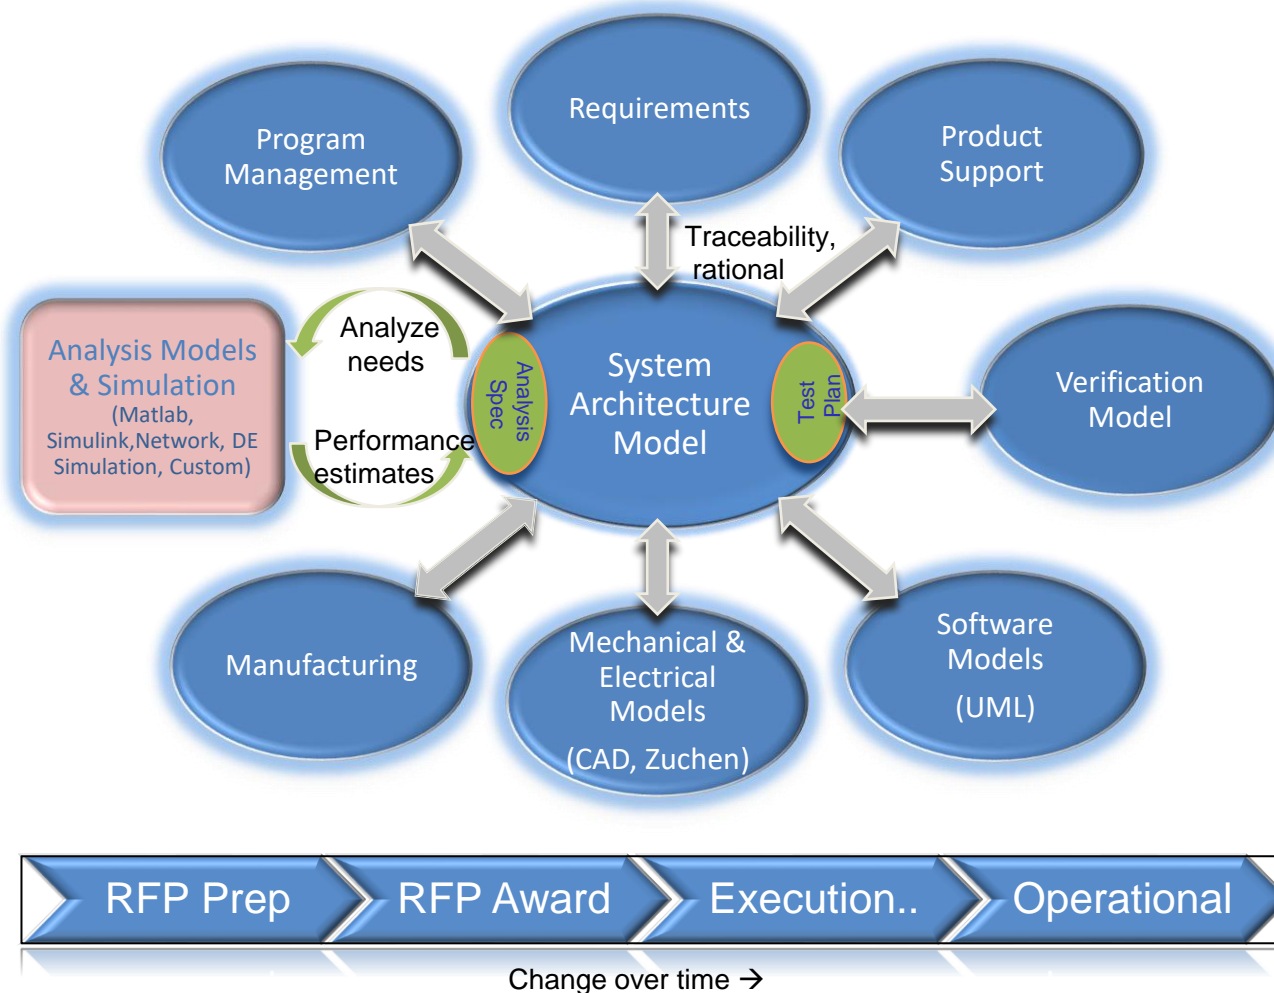 Requirements
Program
Management
Product
Support
Traceability,
rational
Analyze
needs
Analysis Models
& Simulation
(Matlab,
Simulink,Network, DE
Simulation, Custom)
Performance
estimates
Analysis
Spec
System
Architecture
Model
Test
Plan
Verification
Model
Manufacturing
Mechanical &
Electrical
Models
(CAD, Zuchen)
Software
Models
(UML)
RFP Prep
RFP Award
Execution..
Operational
Change over time →